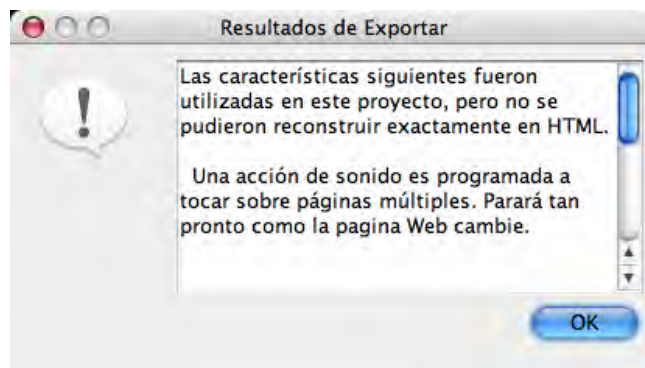 Resultados de Exportar
Las características siguientes fueron
utilizadas en este proyecto, pero no se
pudieron reconstruir exactamente en HTML.
Una acción de sonido es programada a
tocar sobre páginas múltiples. Parará tan
pronto como la pagina Web cambie.
OK